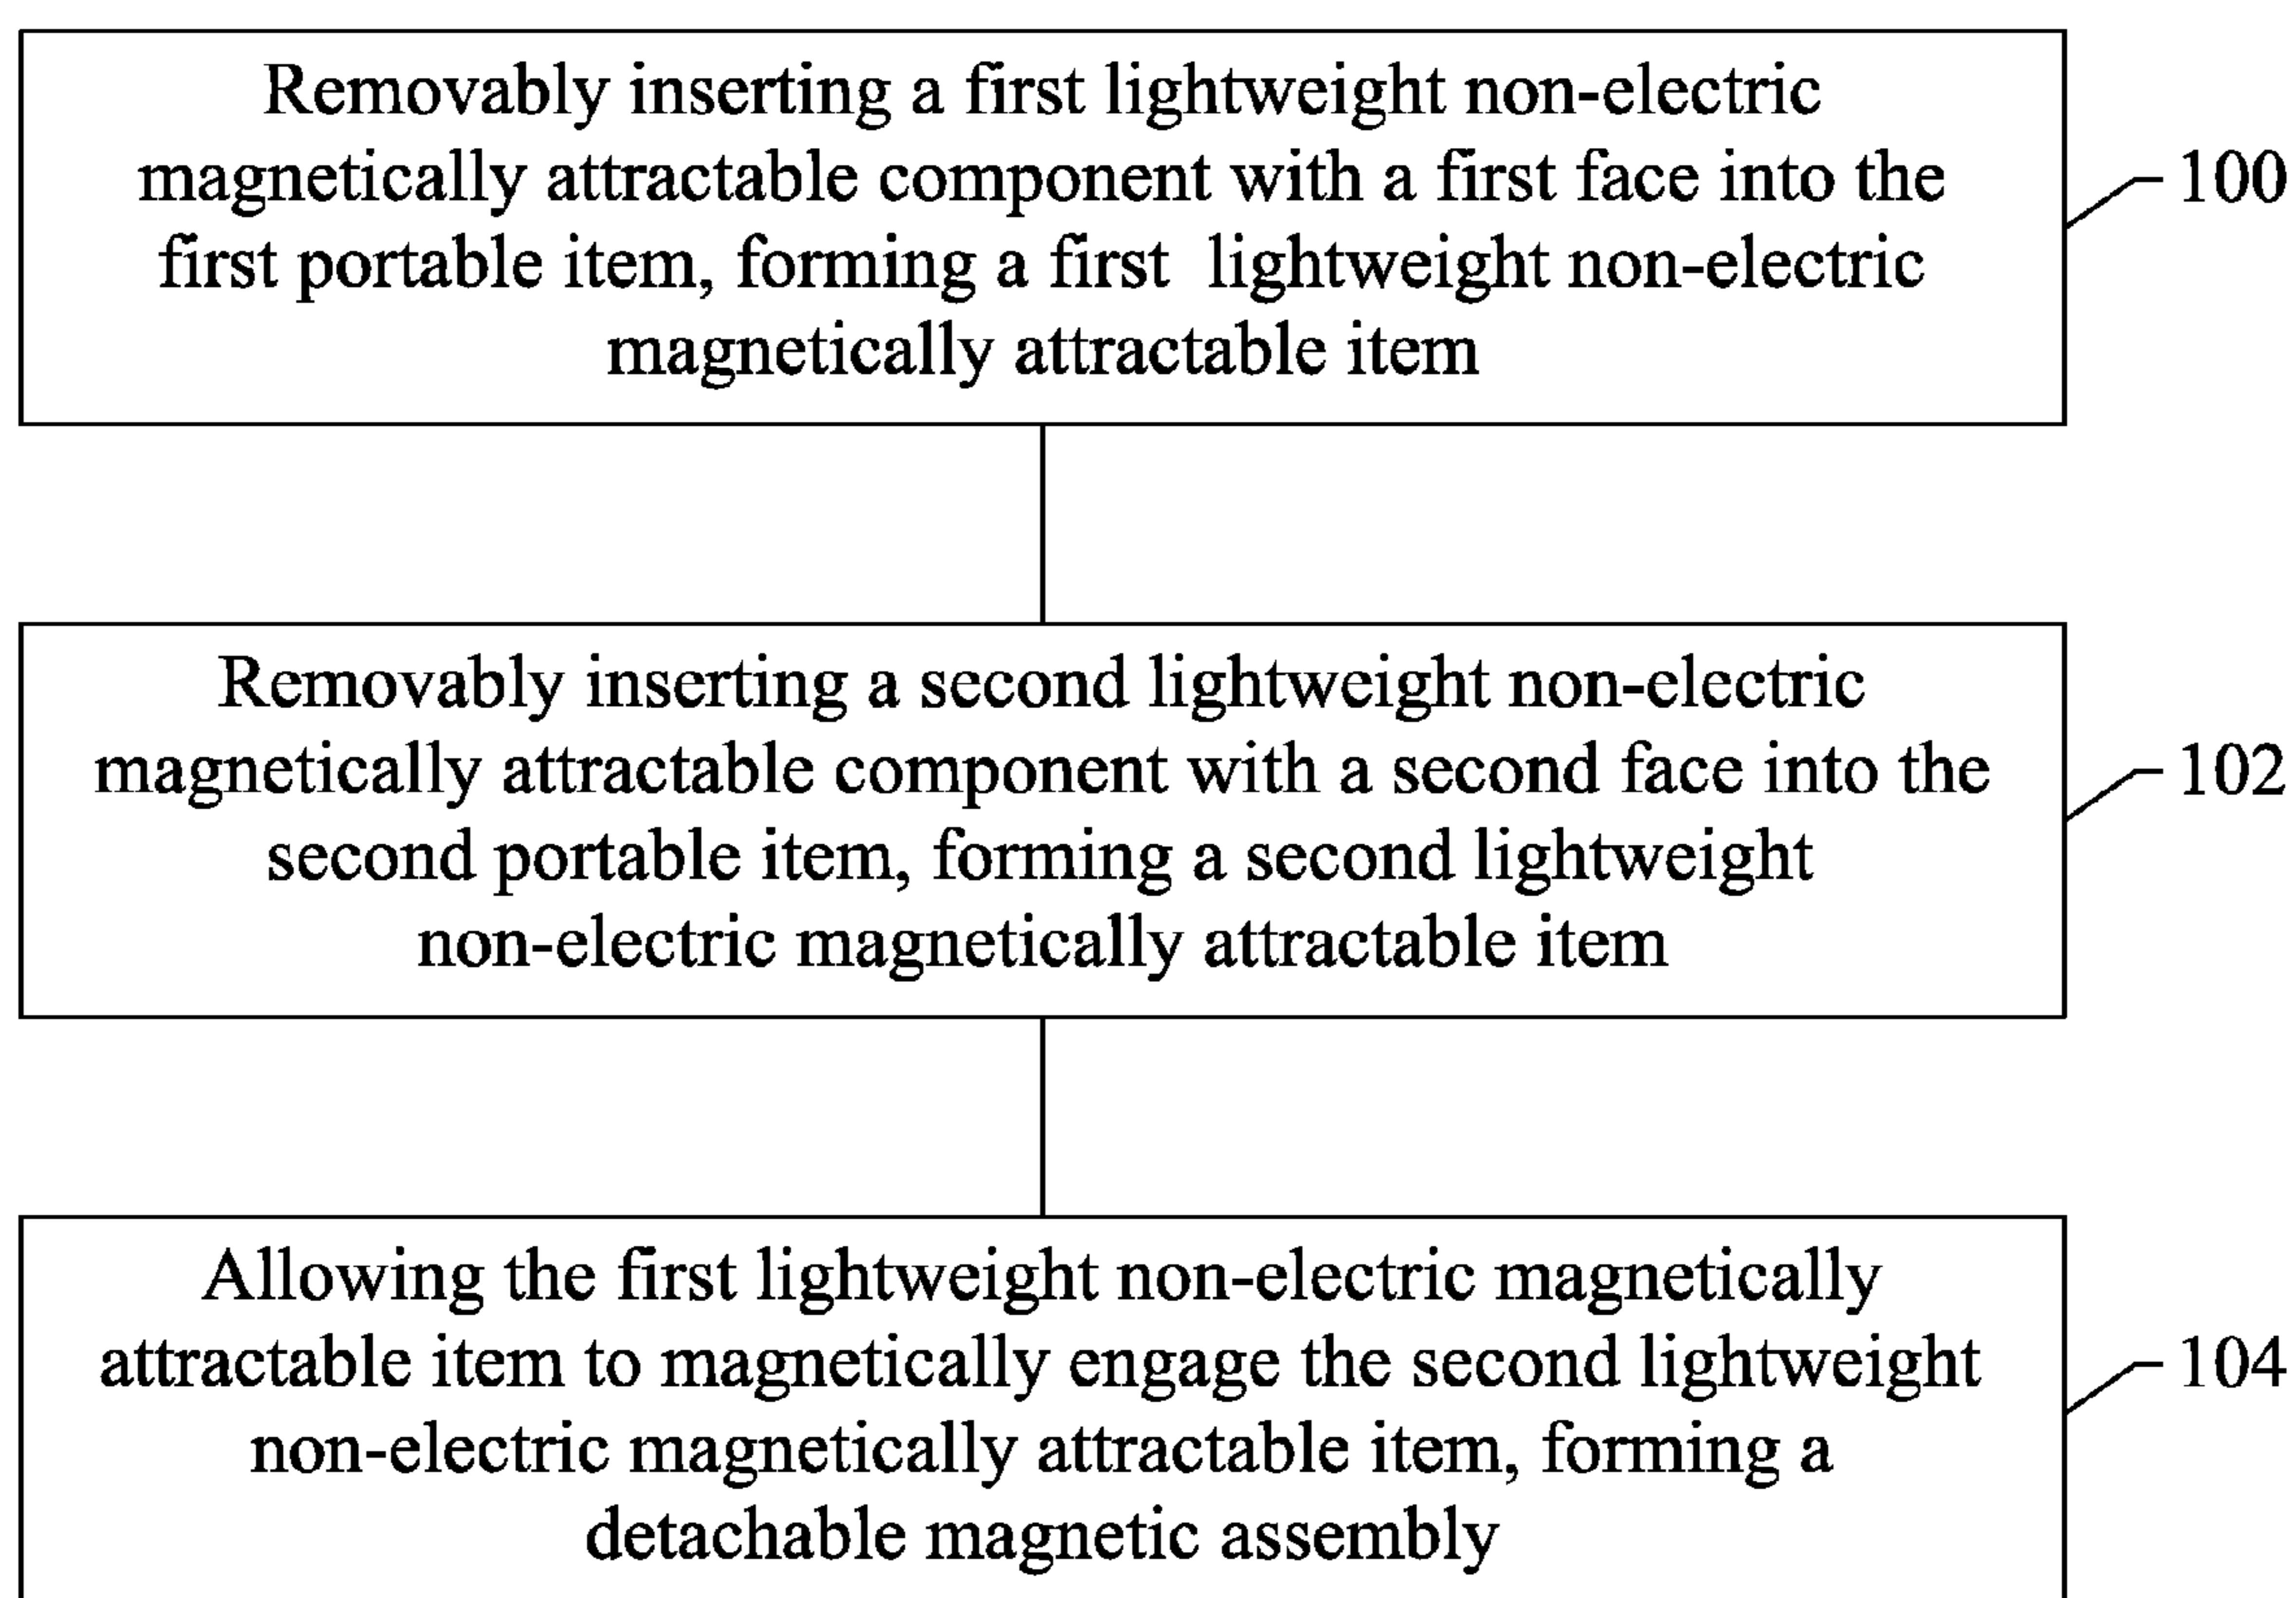 Removably inserting a first lightweight non-electric
magnetically attractable component with a first face into the
first portable item, forming a first lightweight non-electric
magnetically attractable item
100
Removably inserting a second lightweight non-electric
magnetically attractable component with a second face into the
second portable item, forming a second lightweight
non-electric magnetically attractable item
102
Allowing the first lightweight non-electric magnetically
attractable item to magnetically engage the second lightweight
non-electric magnetically attractable item, forming a
detachable magnetic assembly
104